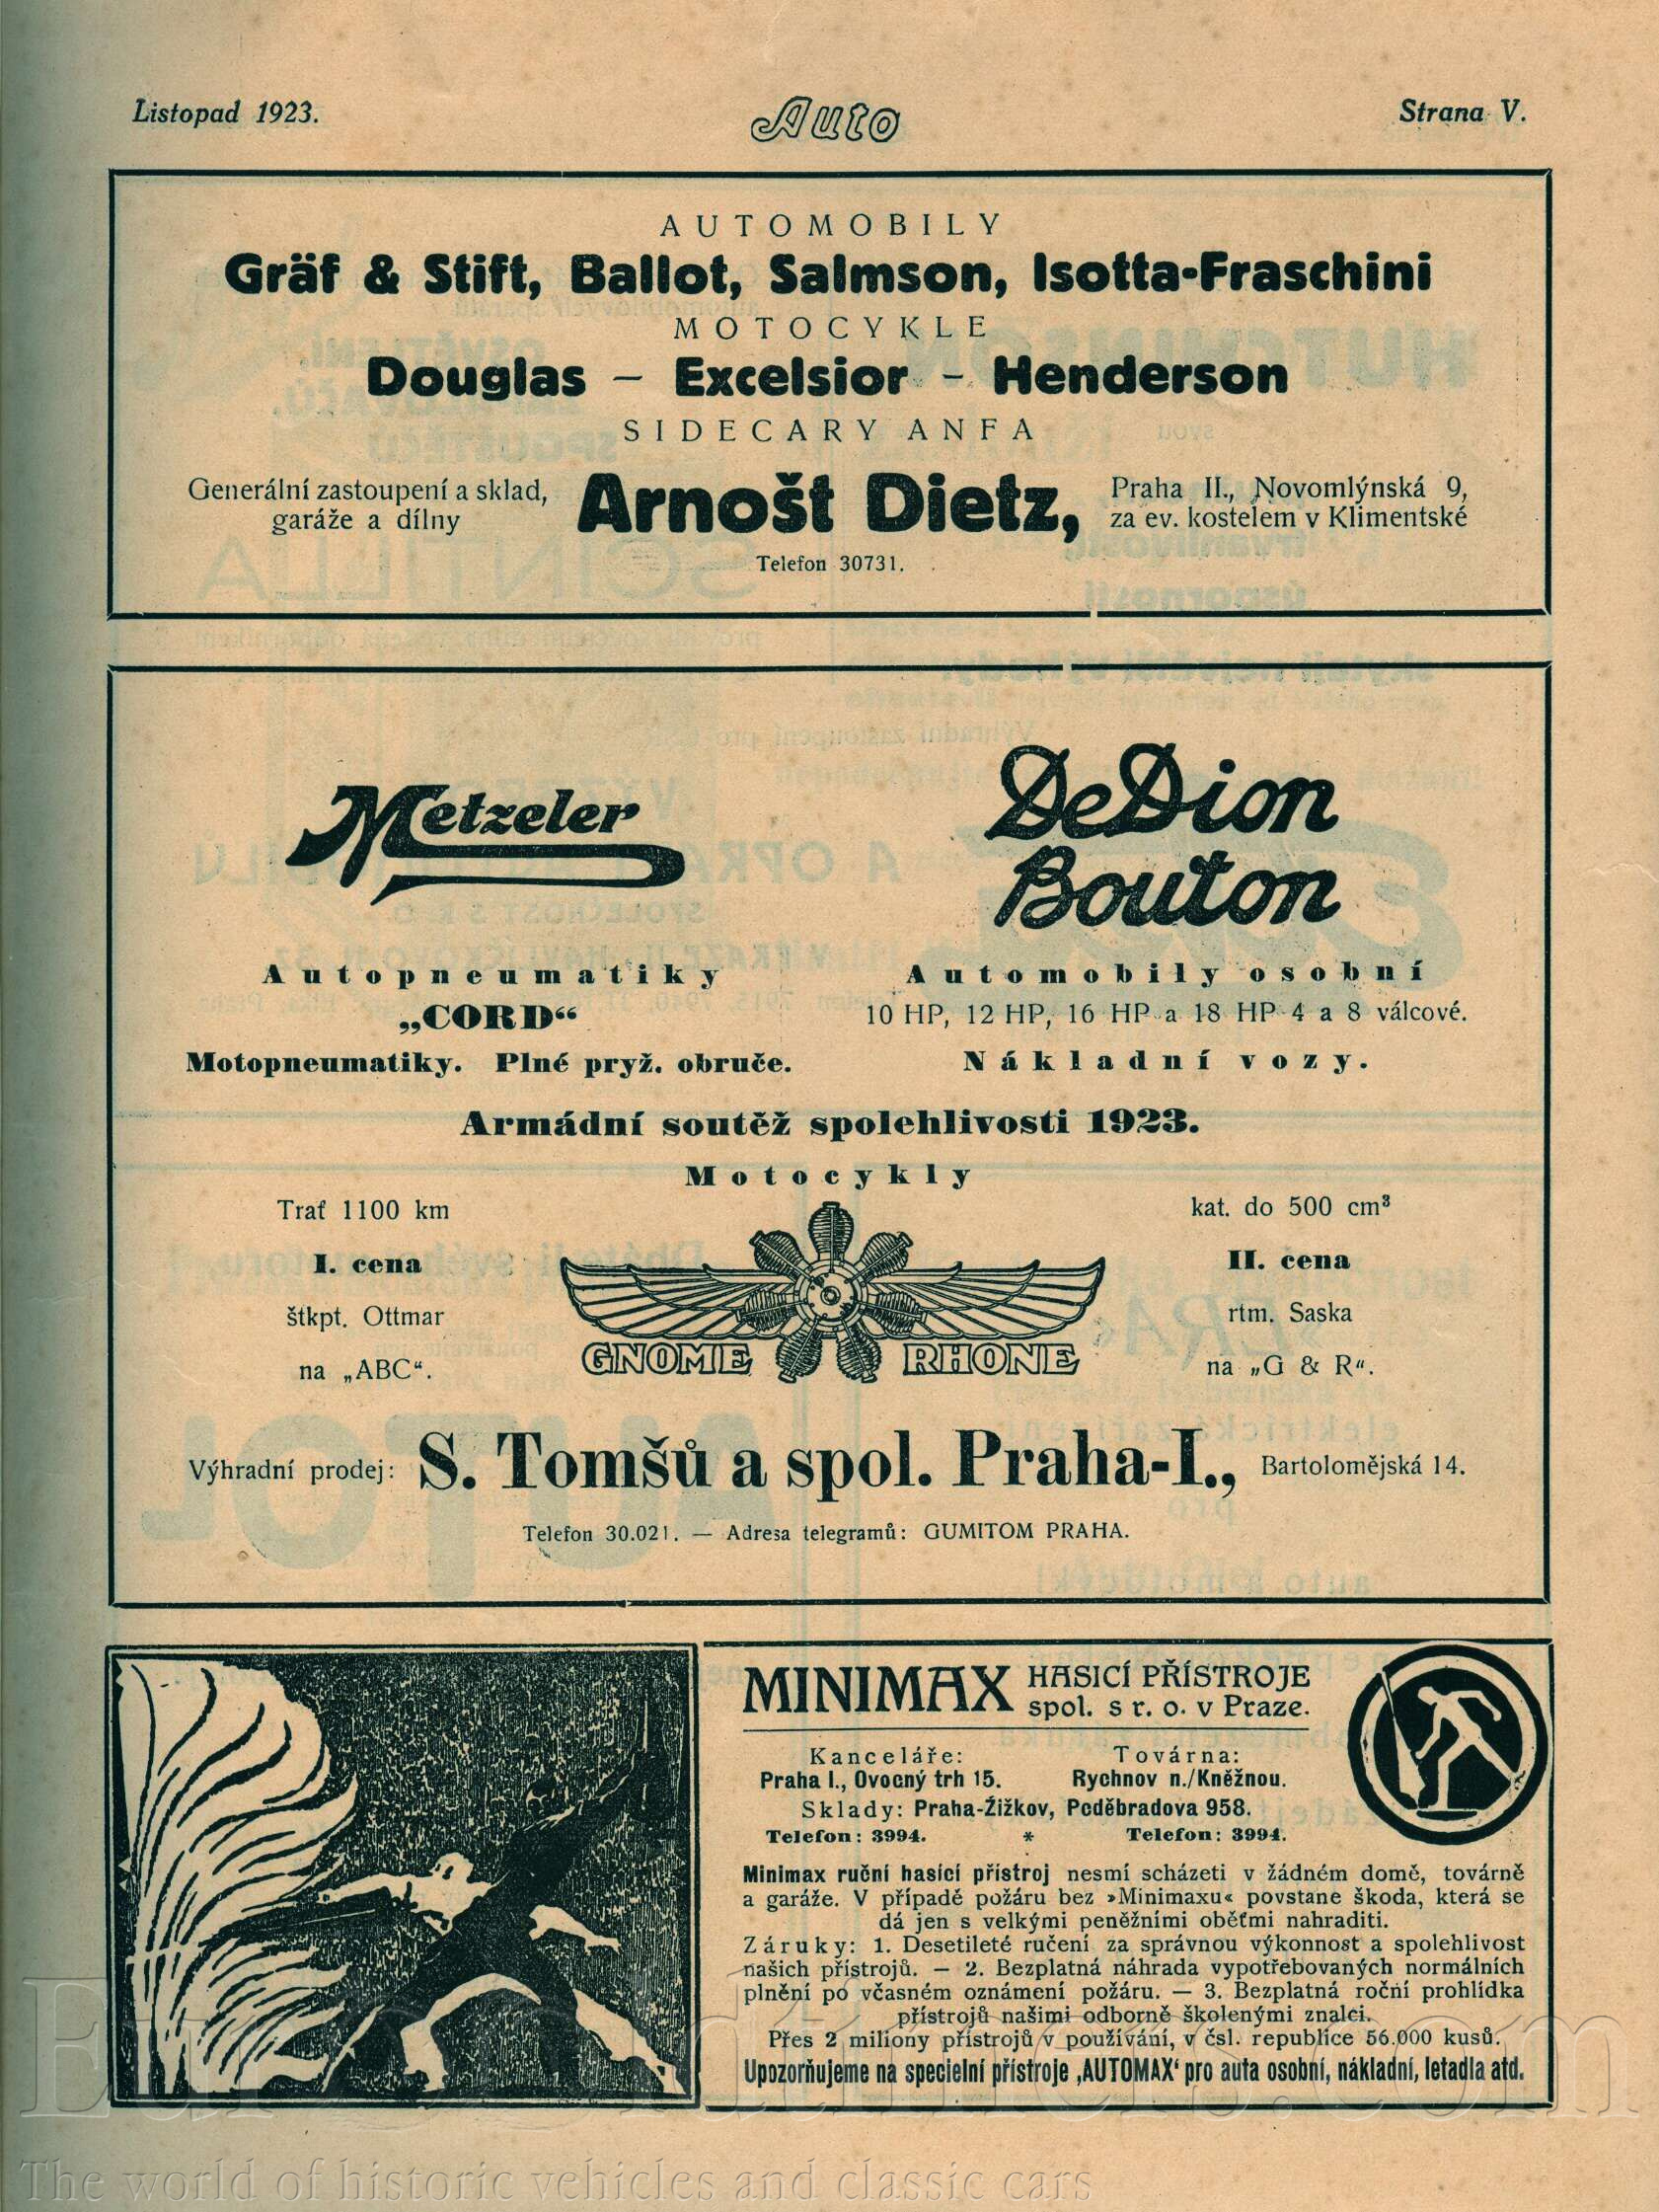 Listopad 1923.
Auto
Strana V.
AUTOMOBILY
Gräf & Stift, Ballot, Salmson, Isotta-Fraschini
MOTOCYKLE
Douglas – Excelsior – Henderson
SIDECARY ANFA
Generální zastoupení a sklad,
garáže a dílny
Arnošt Dietz,
Praha II., Novomlýnská 9,
za ev. kostelem v Klimentské
Telefon 30731.
Metzeler
Autopneumatiky
„CORD“
Motopneumatiky. Plné pryž. obruče.
DeDion
Bouton
Automobily osobní
10 HP, 12 HP, 16 HP a 18 HP 4 a 8 válcové.
Nákladní vozy.
Armádní soutěž spolehlivosti 1923.
Motocykly
Trať 1100 km
I. cena
štkpt. Ottmar
na „ABC“.
GNOME RHONE
kat. do 500 cm³
II. cena
rtm. Saska
na „G & R“.
Výhradní prodej: S. Tomšů a spol. Praha-I., Bartolomějská 14.
Telefon 30.021. — Adresa telegramů: GUMITOM PRAHA.
MINIMAX HASICÍ PŘÍSTROJE
spol. s r. o. v Praze.
Kanceláře:
Praha I., Ovocný trh 15.
Továrna:
Rychnov n./Kněžnou.
Sklady: Praha-Žižkov, Poděbradova 958.
Telefon: 3994. * Telefon: 3994.
Minimax ruční hasicí přístroj nesmí scházeti v žádném domě, továrně
a garáže. V případě požáru bez »Minimaxu« povstane škoda, která se
dá jen s velkými peněžními oběťmi nahraditi.
Záruky: 1. Desetileté ručení za správnou výkonnost a spolehlivost
našich přístrojů. — 2. Bezplatná náhrada vypotřebovaných normálních
plnění po včasném oznámení požáru. — 3. Bezplatná roční prohlídka
přístrojů našimi odborně školenými znalci.
Přes 2 miliony přístrojů v používání, v čsl. republice 56.000 kusů.
Upozorňujeme na specielní přístroje ‚AUTOMAX‘ pro auta osobní, nákladní, letadla atd.
The world of historic vehicles and classic cars